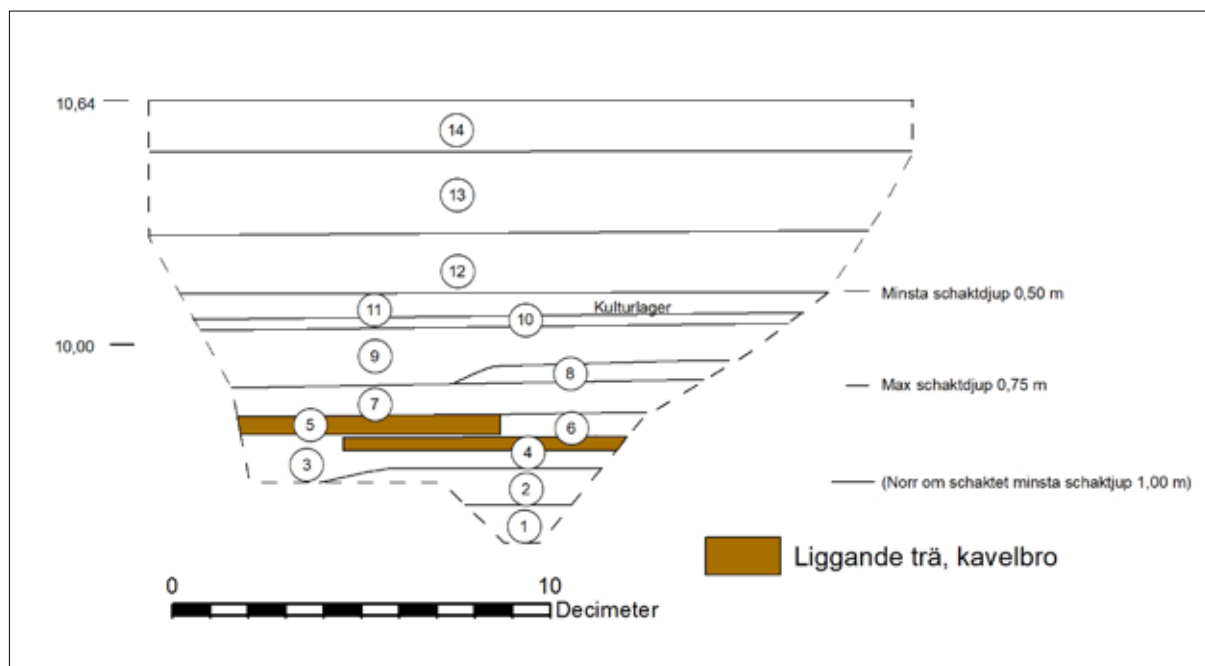 10,64
14
13
12
Minsta schaktdjup 0,50 m
11
Kulturlager
10
10,00
9
8
Max schaktdjup 0,75 m
7
5
6
4
3
(Norr om schaktet minsta schaktjup 1,00 m)
2
1
Liggande trä, kavelbro
0 10
Decimeter